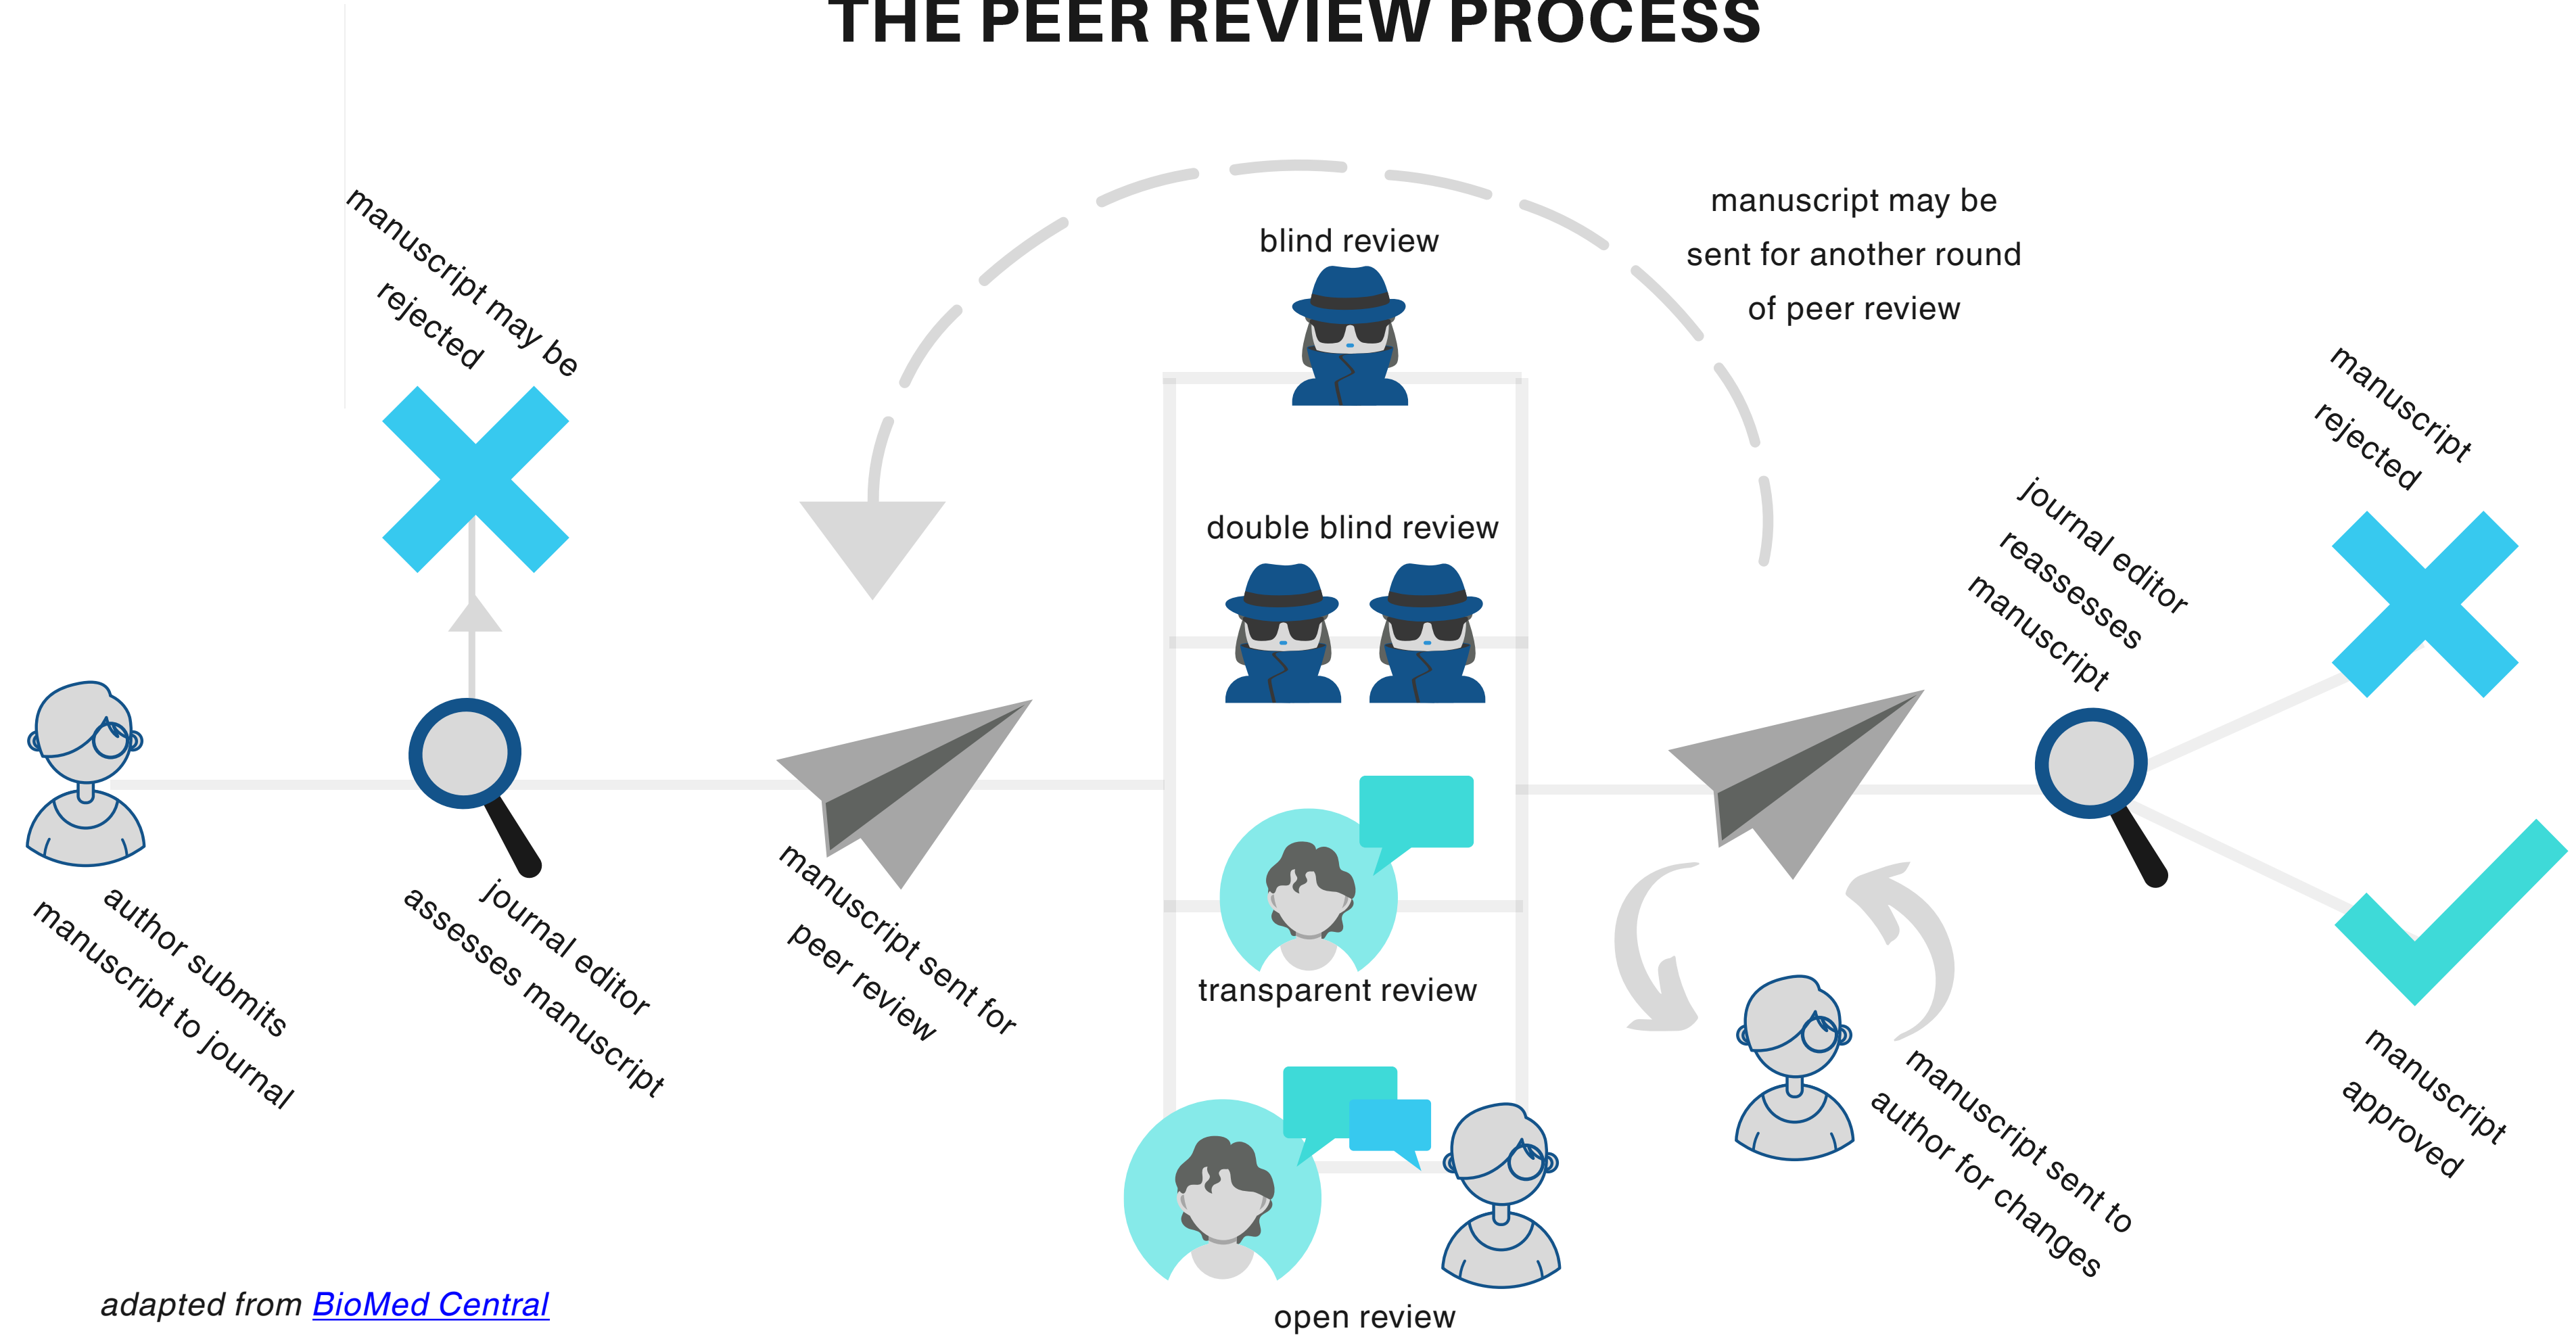 THE PEER REVIEW PROCESS
manuscript may be
rejected
author submits
manuscript to journal
journal editor
assesses manuscript
manuscript sent for
peer review
blind review
double blind review
transparent review
open review
manuscript may be
sent for another round
of peer review
manuscript sent to
author for changes
journal editor
reassesses
manuscript
manuscript
rejected
manuscript
approved
adapted from BioMed Central